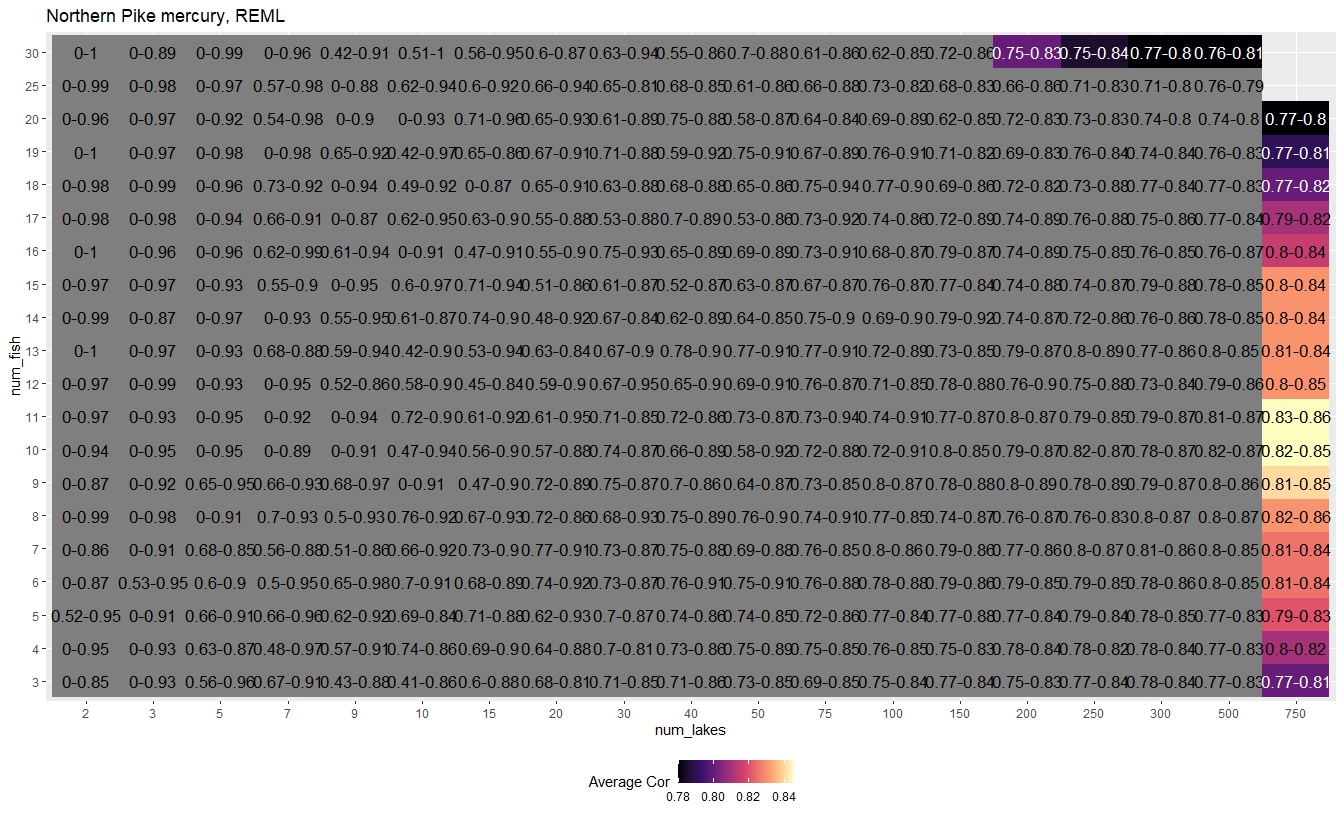 Northern Pike mercury, REML
30 0-1 0-0.89 0-0.99 0-0.96 0.42-0.91 0.51-1 0.56-0.95 0.6-0.87 0.63-0.94 0.55-0.86 0.7-0.88 0.61-0.86 0.62-0.85 0.72-0.86 0.75-0.83 0.75-0.84 0.77-0.8 0.76-0.81
25 0-0.99 0-0.98 0-0.97 0.57-0.98 0-0.88 0.62-0.94 0.6-0.92 0.66-0.94 0.65-0.81 0.68-0.85 0.61-0.86 0.66-0.88 0.73-0.82 0.68-0.83 0.66-0.86 0.71-0.83 0.71-0.8 0.76-0.79
20 0-0.96 0-0.97 0-0.92 0.54-0.98 0-0.9 0-0.93 0.71-0.96 0.65-0.93 0.61-0.89 0.75-0.88 0.58-0.87 0.64-0.84 0.69-0.89 0.62-0.85 0.72-0.83 0.73-0.83 0.74-0.8 0.74-0.8 0.77-0.8
19 0-1 0-0.97 0-0.98 0-0.98 0.65-0.92 0.42-0.97 0.65-0.86 0.67-0.91 0.71-0.88 0.59-0.92 0.75-0.91 0.67-0.89 0.76-0.91 0.71-0.82 0.69-0.83 0.76-0.84 0.74-0.84 0.76-0.83 0.77-0.81
18 0-0.98 0-0.99 0-0.96 0.73-0.92 0-0.94 0.49-0.92 0-0.87 0.65-0.91 0.63-0.88 0.68-0.88 0.65-0.86 0.75-0.94 0.77-0.9 0.69-0.86 0.72-0.82 0.73-0.88 0.77-0.84 0.77-0.83 0.77-0.82
17 0-0.98 0-0.98 0-0.94 0.66-0.91 0-0.87 0.62-0.95 0.63-0.9 0.55-0.88 0.53-0.88 0.7-0.89 0.53-0.86 0.73-0.92 0.74-0.86 0.72-0.89 0.74-0.89 0.76-0.88 0.75-0.86 0.77-0.84 0.79-0.82
16 0-1 0-0.96 0-0.96 0.62-0.99 0.61-0.94 0-0.91 0.47-0.91 0.55-0.9 0.75-0.93 0.65-0.89 0.69-0.89 0.73-0.91 0.68-0.87 0.79-0.87 0.74-0.89 0.75-0.85 0.76-0.85 0.76-0.87 0.8-0.84
15 0-0.97 0-0.97 0-0.93 0.55-0.9 0-0.95 0.6-0.97 0.71-0.94 0.51-0.86 0.61-0.87 0.52-0.87 0.63-0.87 0.67-0.87 0.76-0.87 0.77-0.84 0.74-0.88 0.74-0.87 0.79-0.88 0.78-0.85 0.8-0.84
14 0-0.99 0-0.87 0-0.97 0-0.93 0.55-0.95 0.61-0.87 0.74-0.9 0.48-0.92 0.67-0.84 0.62-0.89 0.64-0.85 0.75-0.9 0.69-0.9 0.79-0.92 0.74-0.87 0.72-0.86 0.76-0.86 0.78-0.85 0.8-0.84
13 0-1 0-0.97 0-0.93 0.68-0.88 0.59-0.94 0.42-0.9 0.53-0.94 0.63-0.84 0.67-0.9 0.78-0.9 0.77-0.91 0.77-0.91 0.72-0.89 0.73-0.85 0.79-0.87 0.8-0.89 0.77-0.86 0.8-0.85 0.81-0.84
12 0-0.97 0-0.99 0-0.93 0-0.95 0.52-0.86 0.58-0.9 0.45-0.84 0.59-0.9 0.67-0.95 0.65-0.9 0.69-0.91 0.76-0.87 0.71-0.85 0.78-0.88 0.76-0.9 0.75-0.88 0.73-0.84 0.79-0.86 0.8-0.85
11 0-0.97 0-0.93 0-0.95 0-0.92 0-0.94 0.72-0.9 0.61-0.92 0.61-0.95 0.71-0.85 0.72-0.86 0.73-0.87 0.73-0.94 0.74-0.91 0.77-0.87 0.8-0.87 0.79-0.85 0.79-0.87 0.81-0.87 0.83-0.86
10 0-0.94 0-0.95 0-0.95 0-0.89 0-0.91 0.47-0.94 0.56-0.9 0.57-0.88 0.74-0.87 0.66-0.89 0.58-0.92 0.72-0.88 0.72-0.91 0.8-0.85 0.79-0.87 0.82-0.87 0.78-0.87 0.82-0.87 0.82-0.85
9 0-0.87 0-0.92 0.65-0.95 0.66-0.93 0.68-0.97 0-0.91 0.47-0.9 0.72-0.89 0.75-0.87 0.7-0.86 0.64-0.87 0.73-0.85 0.8-0.87 0.78-0.88 0.8-0.89 0.78-0.89 0.79-0.87 0.8-0.86 0.81-0.85
8 0-0.99 0-0.98 0-0.91 0.7-0.93 0.5-0.93 0.76-0.92 0.67-0.93 0.72-0.86 0.68-0.93 0.75-0.89 0.76-0.9 0.74-0.91 0.77-0.85 0.74-0.87 0.76-0.87 0.76-0.83 0.8-0.87 0.8-0.87 0.82-0.86
7 0-0.86 0-0.91 0.68-0.85 0.56-0.88 0.51-0.86 0.66-0.92 0.73-0.9 0.77-0.91 0.73-0.87 0.75-0.88 0.69-0.88 0.76-0.85 0.8-0.86 0.79-0.86 0.77-0.86 0.8-0.87 0.81-0.86 0.8-0.85 0.81-0.84
6 0-0.87 0.53-0.95 0.6-0.9 0.5-0.95 0.65-0.98 0.7-0.91 0.68-0.89 0.74-0.92 0.73-0.87 0.76-0.91 0.75-0.91 0.76-0.88 0.78-0.88 0.79-0.86 0.79-0.85 0.79-0.85 0.78-0.86 0.8-0.85 0.81-0.84
5 0.52-0.95 0-0.91 0.66-0.91 0.66-0.96 0.62-0.92 0.69-0.84 0.71-0.88 0.62-0.93 0.7-0.87 0.74-0.86 0.74-0.85 0.72-0.86 0.77-0.84 0.77-0.88 0.77-0.84 0.79-0.84 0.78-0.85 0.77-0.83 0.79-0.83
4 0-0.95 0-0.93 0.63-0.87 0.48-0.97 0.57-0.91 0.74-0.86 0.69-0.9 0.64-0.88 0.7-0.81 0.73-0.86 0.75-0.89 0.75-0.85 0.76-0.85 0.75-0.83 0.78-0.84 0.78-0.82 0.78-0.84 0.77-0.83 0.8-0.82
3 0-0.85 0-0.93 0.56-0.96 0.67-0.91 0.43-0.88 0.41-0.86 0.6-0.88 0.68-0.81 0.71-0.85 0.71-0.86 0.73-0.85 0.69-0.85 0.75-0.84 0.77-0.84 0.75-0.83 0.77-0.84 0.78-0.84 0.77-0.83 0.77-0.81
num_fish
2 3 5 7 9 10 15 20 30 40 50 75 100 150 200 250 300 500 750
num_lakes
Average Cor
0.78 0.80 0.82 0.84